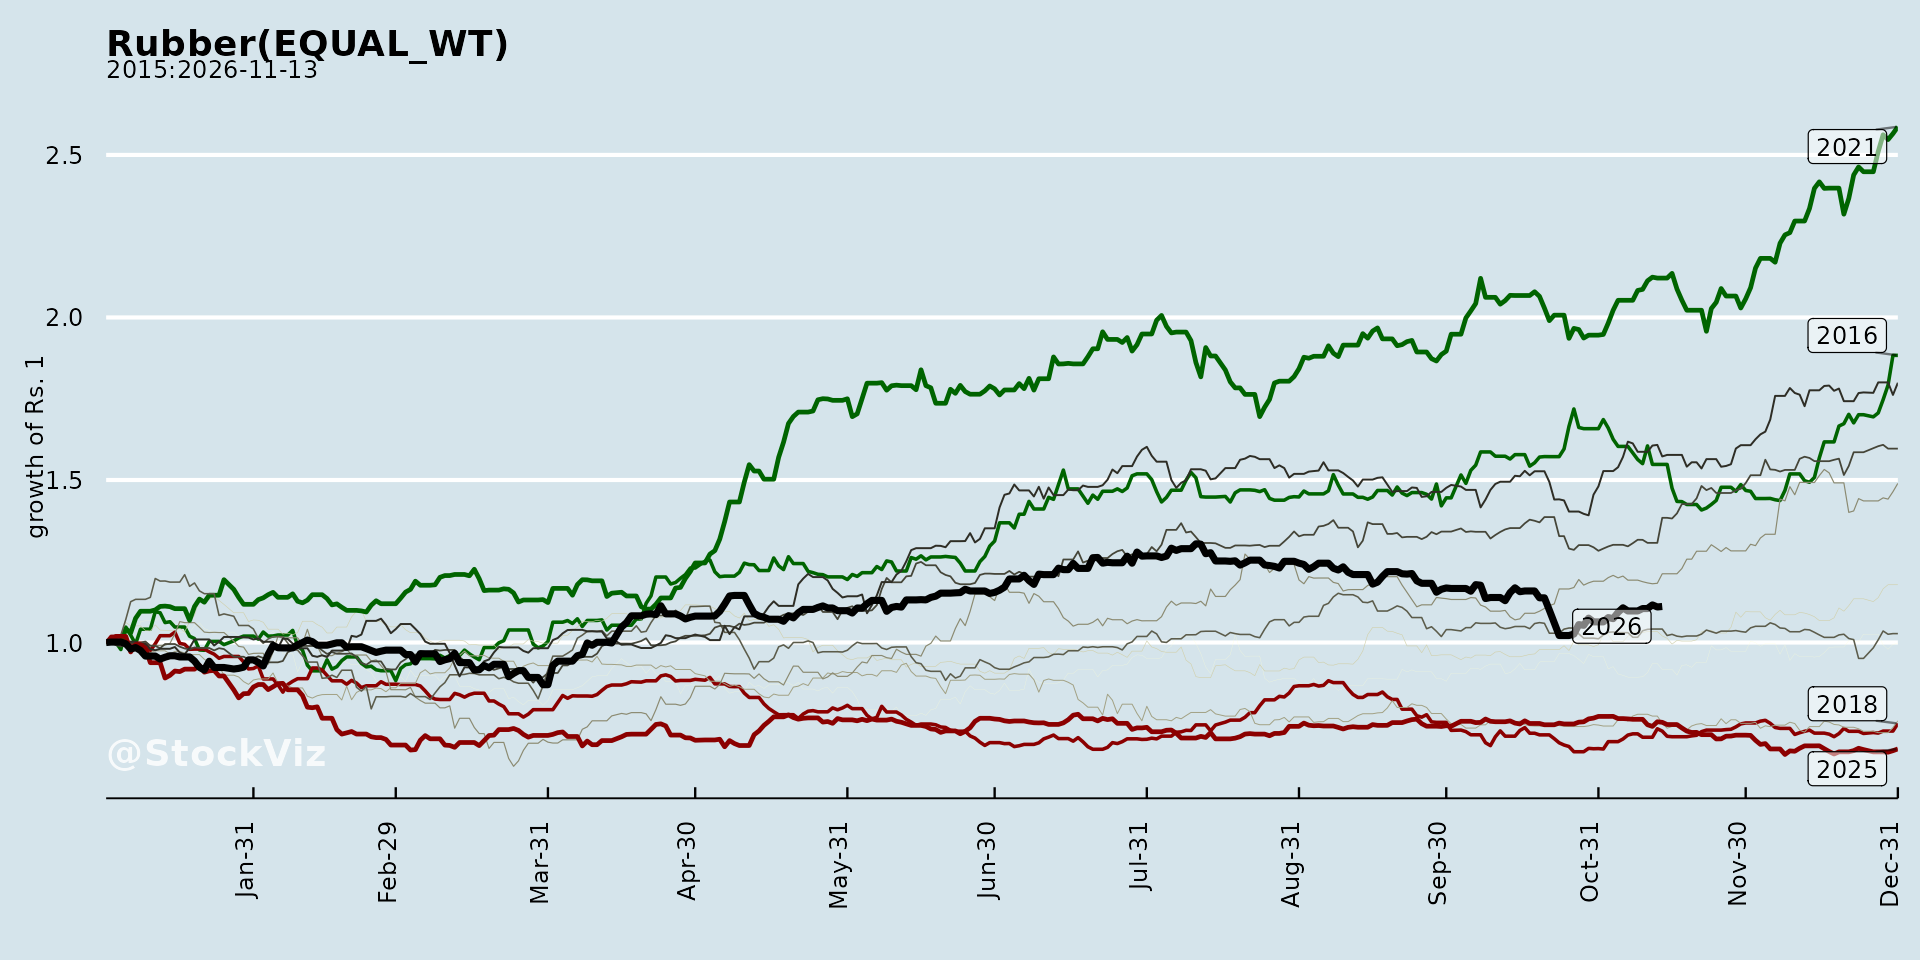 Rubber(EQUAL_WT)
2015:2026-11-13
growth of Rs. 1
2.5
2.0
1.5
1.0
2021
2016
2026
2018
2025
@StockViz
Jan-31
Feb-29
Mar-31
Apr-30
May-31
Jun-30
Jul-31
Aug-31
Sep-30
Oct-31
Nov-30
Dec-31